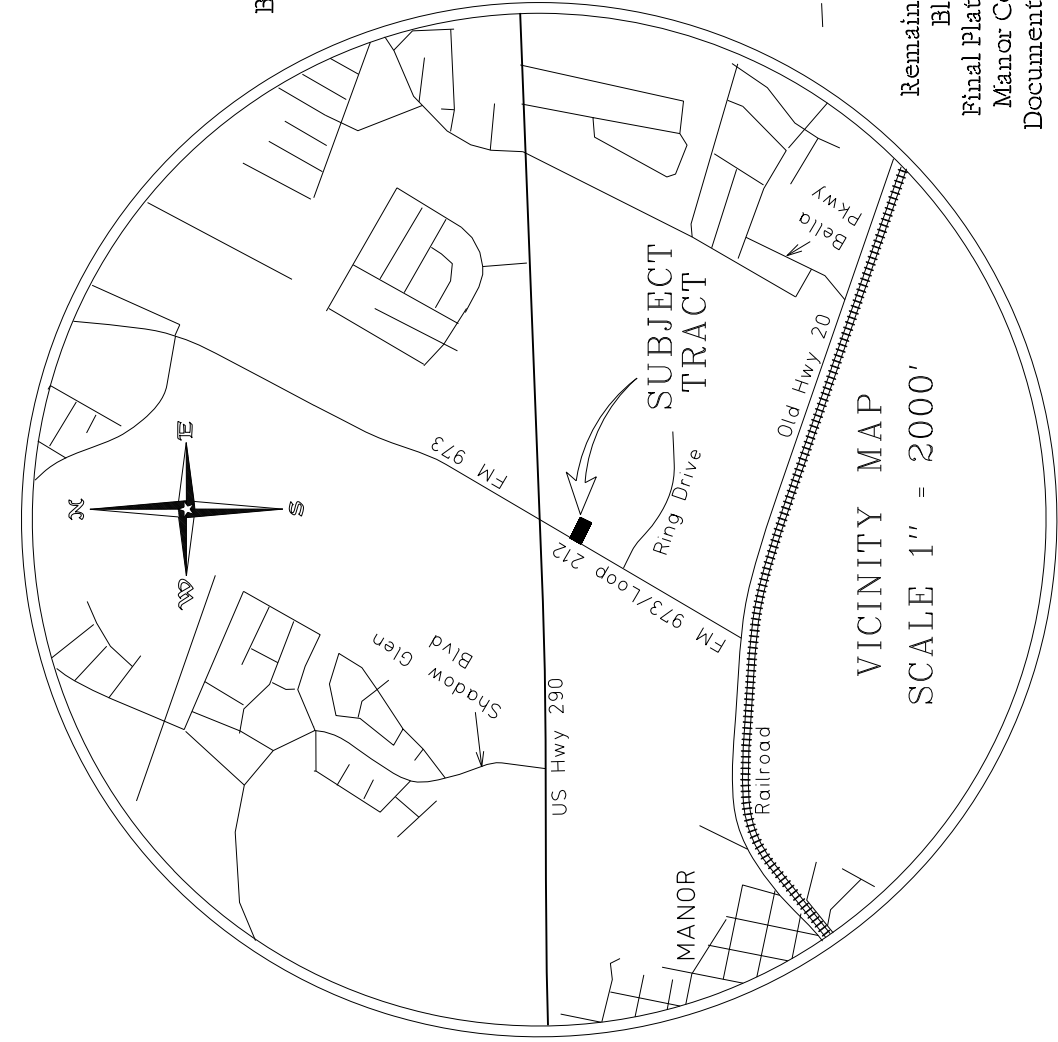 Remain
Bl
Final Plat
Manor Co
Document
B
N
E
S
W
Bella
Pkwy
SUBJECT
TRACT
Old Hwy 20
FM 973
Ring Drive
FM 973/Loop 212
Shadow Glen
Blvd
US Hwy 290
Railroad
MANOR
VICINITY MAP
SCALE 1" = 2000'